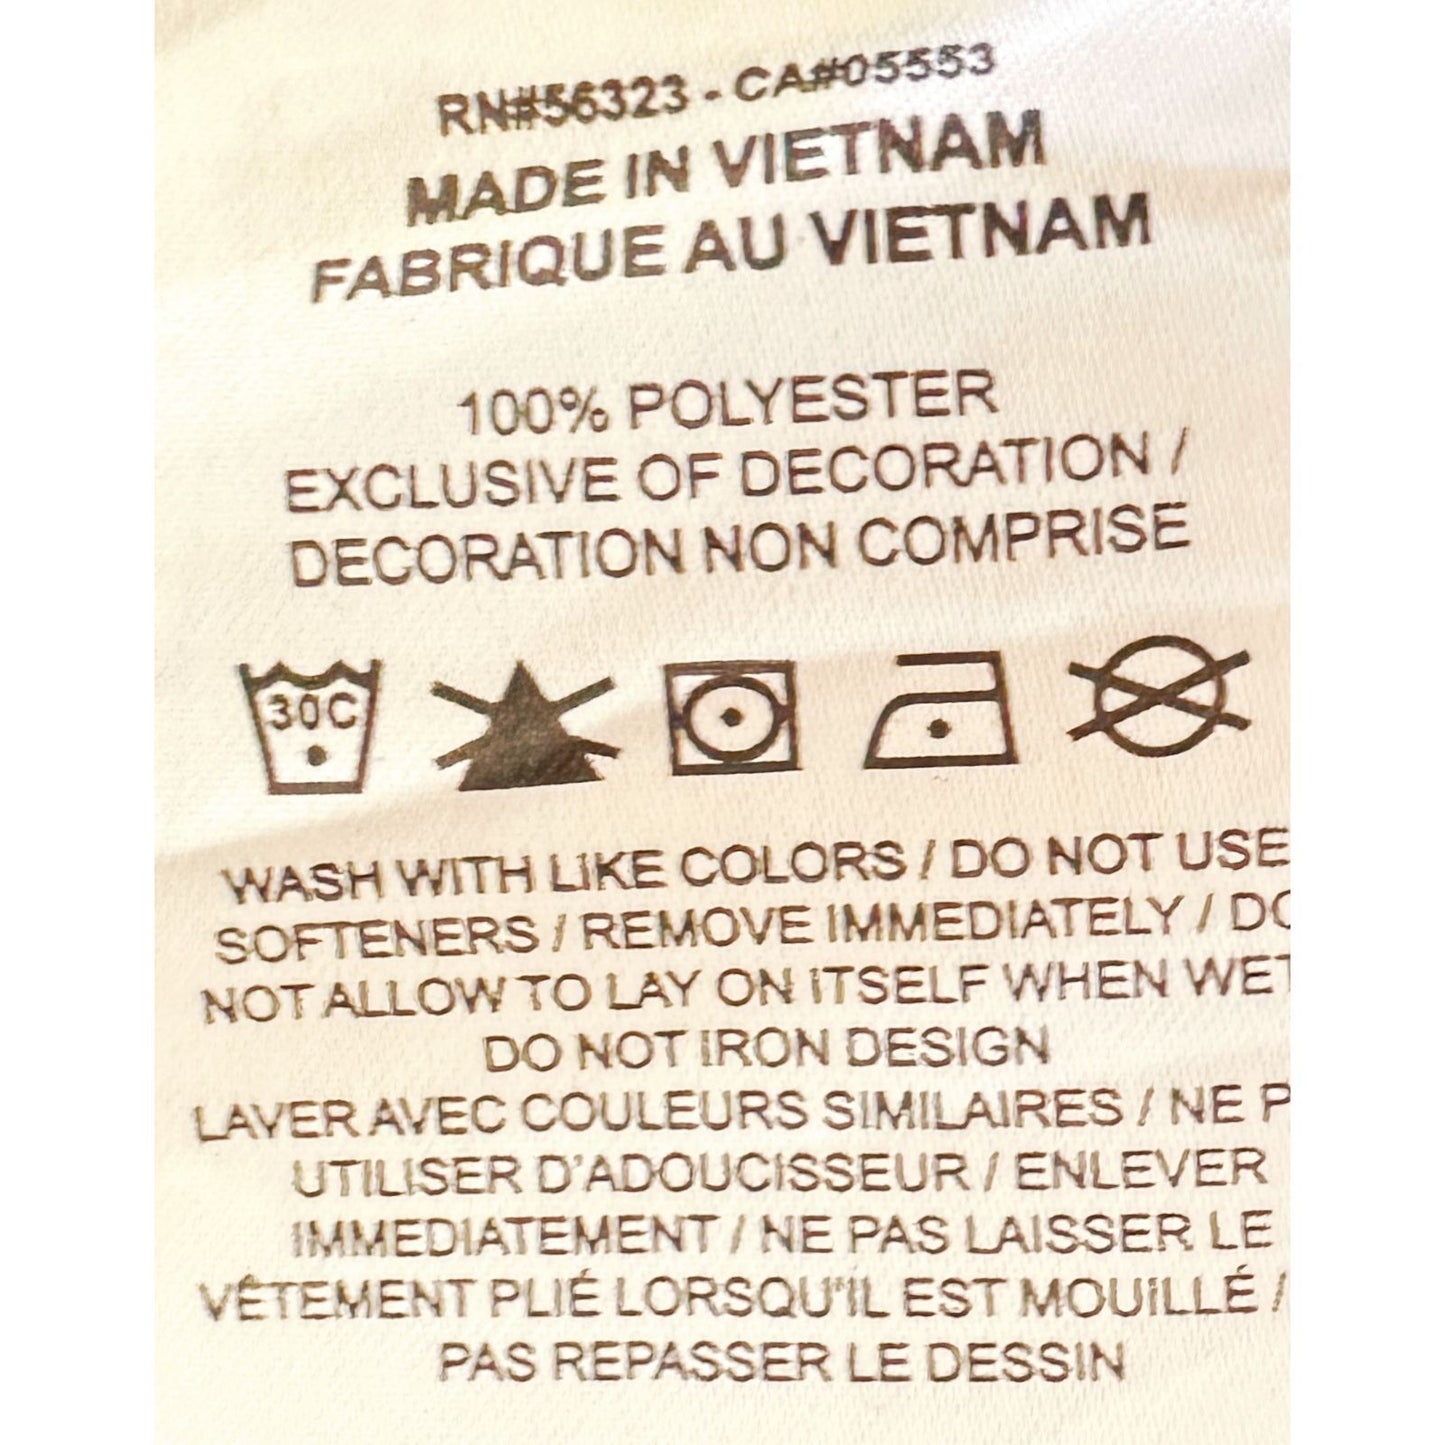 RN#56323 - CA#05553
MADE IN VIETNAM
FABRIQUE AU VIETNAM
100% POLYESTER
EXCLUSIVE OF DECORATION /
DECORATION NON COMPRISE
30C
WASH WITH LIKE COLORS / DO NOT USE
SOFTENERS / REMOVE IMMEDIATELY / DO
NOT ALLOW TO LAY ON ITSELF WHEN WET
DO NOT IRON DESIGN
LAVER AVEC COULEURS SIMILAIRES / NE P
UTILISER D'ADOUCISSEUR / ENLEVER
IMMEDIATEMENT / NE PAS LAISSER LE
VÊTEMENT PLIÉ LORSQU'IL EST MOUILLÉ /
PAS REPASSER LE DESSIN